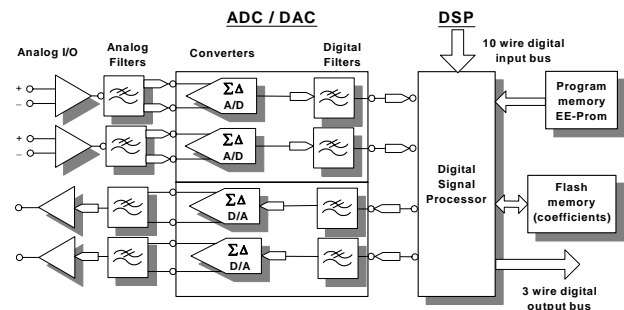 ADC / DAC
DSP
Analog I/O
Analog
Filters
Converters
Digital
Filters
10 wire digital
input bus
+
–
ΣΔ
A/D
Program
memory
EE-Prom
+
–
ΣΔ
A/D
Digital
Signal
Processor
ΣΔ
D/A
Flash
memory
(coefficients)
ΣΔ
D/A
3 wire digital
output bus